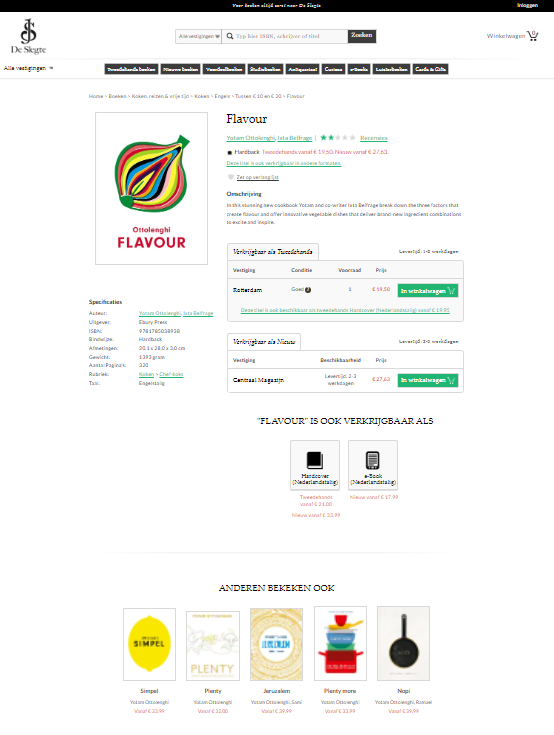 Voor boeken altijd eerst naar De Slegte
Inloggen
De Slegte
Alle vestigingen
Typ hier ISBN, schrijver of titel
Zoeken
Winkelwagen
0
Alle vestigingen
Tweedehands boeken
Nieuwe boeken
Voordeelboeken
Studieboeken
Antiquariaat
Curiosa
e-Books
Luisterboeken
Cards & Gifts
Home > Boeken > Koken, reizen & vrije tijd > Koken > Engels > Tussen € 10 en € 20. > Flavour
Flavour
Yotam Ottolenghi, Ixta Belfrage | Recensies
Hardback Tweedehands vanaf € 19,50. Nieuw vanaf € 27,63.
Deze titel is ook verkrijgbaar in andere formaten.
Zet op verlanglijst
Omschrijving
In this stunning new cookbook Yotam and co-writer Ixta Belfrage break down the three factors that
create flavour and offer innovative vegetable dishes that deliver brand-new ingredient combinations
to excite and inspire.
Ottolenghi
FLAVOUR
Verkrijgbaar als Tweedehands
Levertijd: 1-2 werkdagen
Vestiging Conditie Voorraad Prijs
Rotterdam Goed 1 € 19,50 In winkelwagen
Deze titel is ook beschikbaar als tweedehands Hardcover (Nederlandstalig) vanaf € 19,95
Specificaties
Auteur: Yotam Ottolenghi, Ixta Belfrage
Uitgever: Ebury Press
ISBN: 9781785038938
Bindwijze: Hardback
Afmetingen: 20,1 x 28,0 x 3,0 cm
Gewicht: 1393 gram
Aantal Pagina's: 320
Rubriek: Koken > Chef-koks
Taal: Engelstalig
Verkrijgbaar als Nieuw
Levertijd: 2-3 werkdagen
Vestiging Beschikbaarheid Prijs
Centraal Magazijn Levertijd: 2-3
werkdagen € 27,63 In winkelwagen
"FLAVOUR" IS OOK VERKRIJGBAAR ALS
Hardcover
(Nederlandstalig)
e-Book
(Nederlandstalig)
Tweedehands
vanaf € 21,00
Nieuw vanaf € 17,99
Nieuw vanaf € 33,99
ANDEREN BEKEKEN OOK
SIMPEL
PLENTY
JERUZALEM
Simpel
Plenty
Jeruzalem
Plenty more
Nopi
Yotam Ottolenghi
Yotam Ottolenghi
Yotam Ottolenghi, Sami
Yotam Ottolenghi
Yotam Ottolenghi, Ramael
Vanaf € 33,99
Vanaf € 32,00
Vanaf € 39,99
Vanaf € 33,99
Vanaf € 39,99